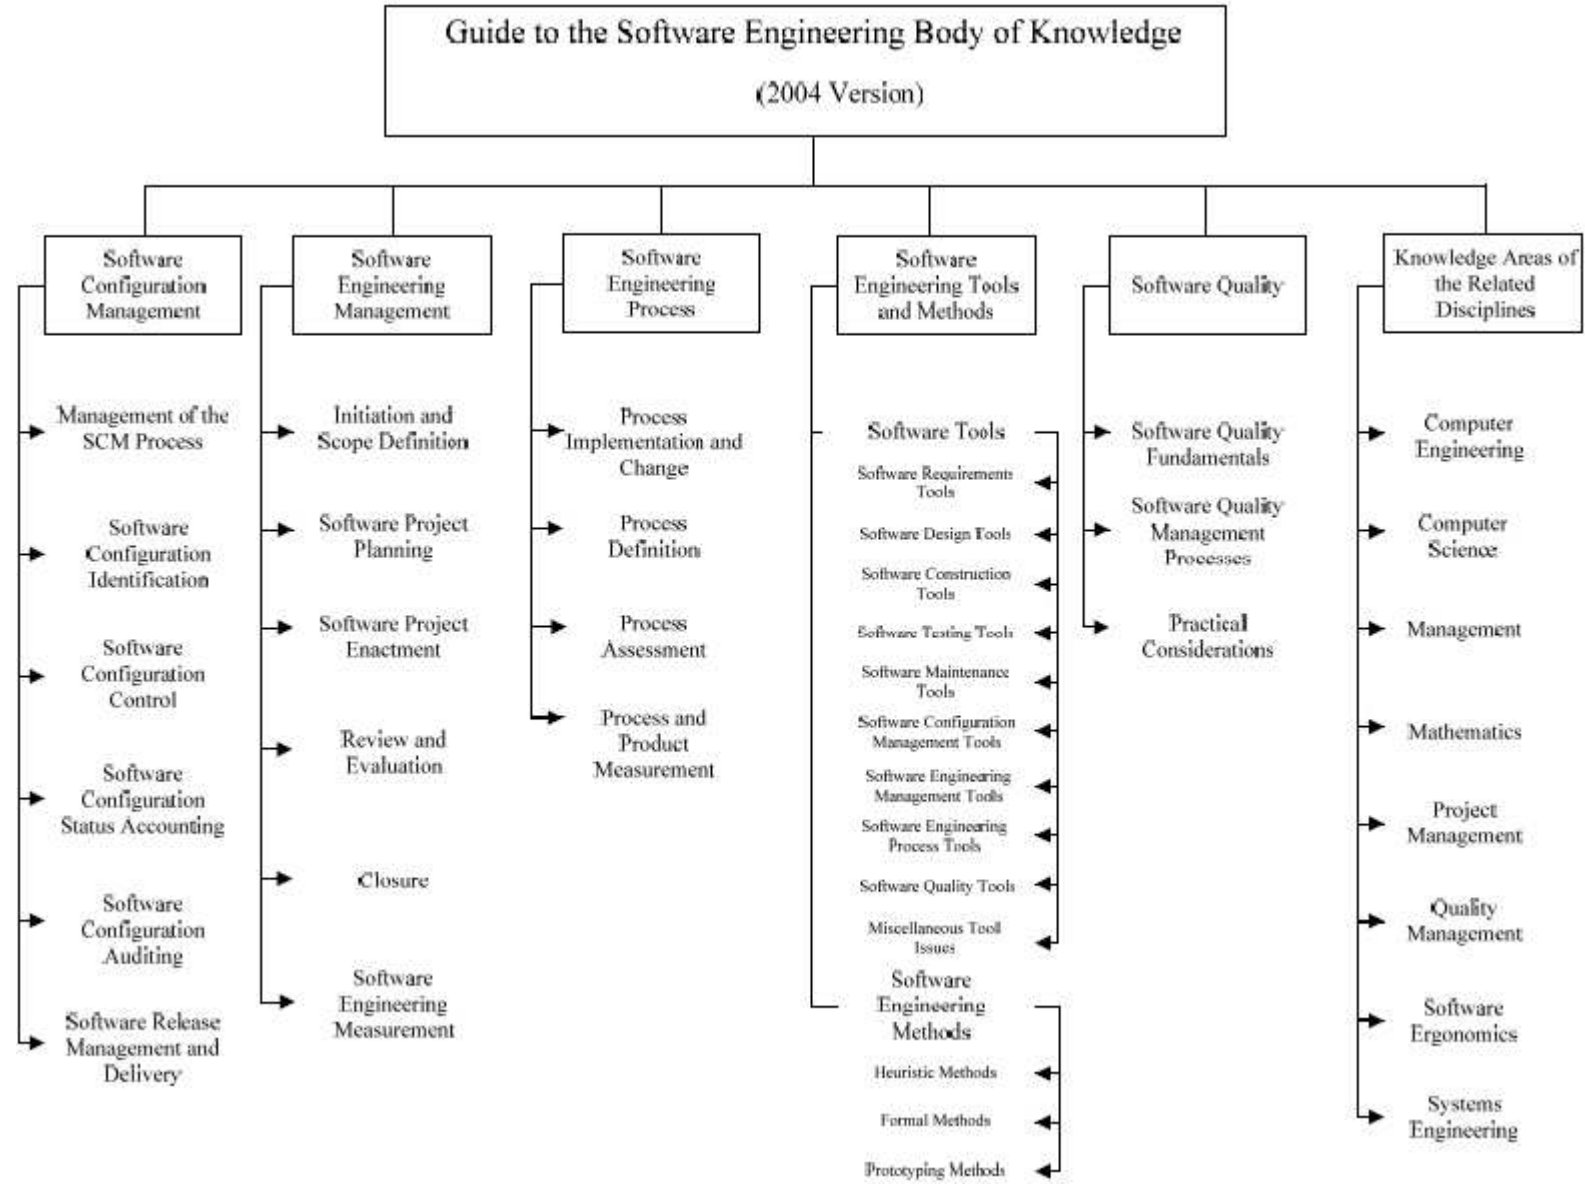 Guide to the Software Engineering Body of Knowledge
(2004 Version)
Software
Configuration
Management
Management of the
SCM Process
Software
Configuration
Identification
Software
Configuration
Control
Software
Configuration
Status Accounting
Software
Configuration
Auditing
Software Release
Management and
Delivery
Software
Engineering
Management
Initiation and
Scope Definition
Software Project
Planning
Software Project
Enactment
Review and
Evaluation
Closure
Software
Engineering
Measurement
Software
Engineering
Process
Process
Implementation and
Change
Process
Definition
Process
Assessment
Process and
Product
Measurement
Software
Engineering Tools
and Methods
Software Tools
Software Requirements
Tools
Software Design Tools
Software Construction
Tools
Software Testing Tools
Software Maintenance
Tools
Software Configuration
Management Tools
Software Engineering
Management Tools
Software Engineering
Process Tools
Software Quality Tools
Miscellaneous Tool
Issues
Software
Engineering
Methods
Heuristic Methods
Formal Methods
Prototyping Methods
Software Quality
Software Quality
Fundamentals
Software Quality
Management
Processes
Practical
Considerations
Knowledge Areas of
the Related
Disciplines
Computer
Engineering
Computer
Science
Management
Mathematics
Project
Management
Quality
Management
Software
Ergonomics
Systems
Engineering